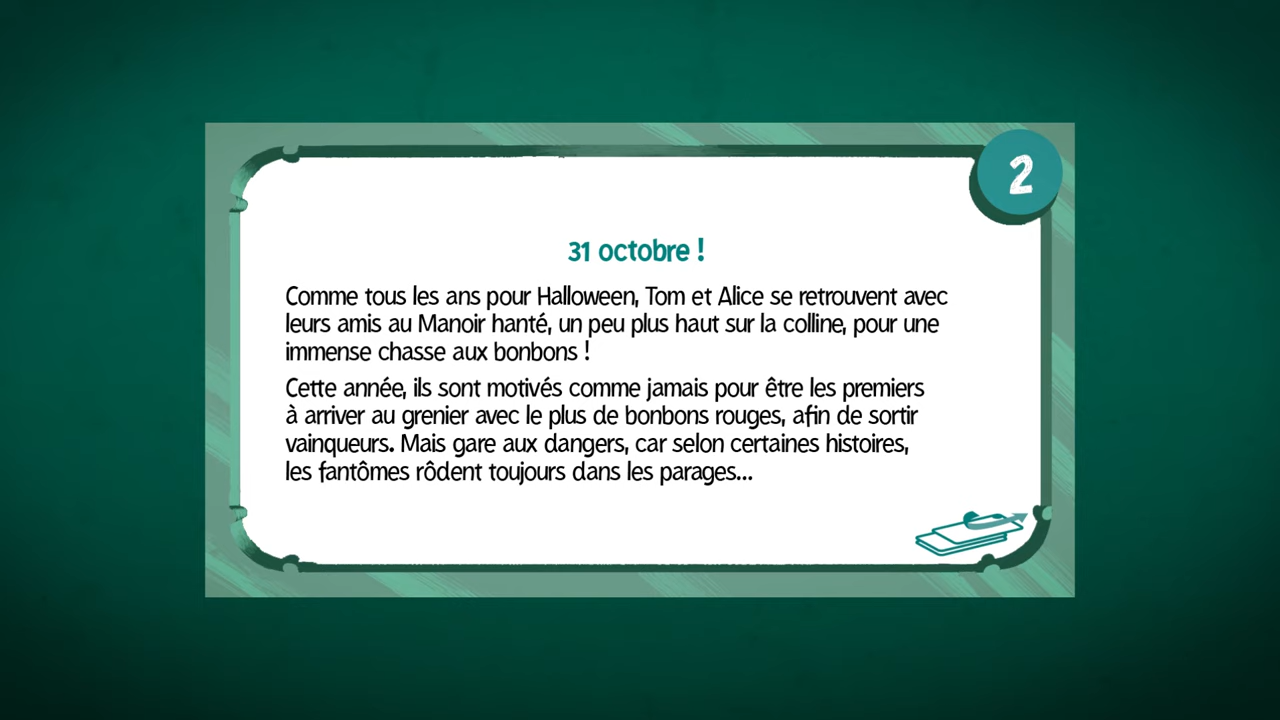 2
31 octobre !
Comme tous les ans pour Halloween, Tom et Alice se retrouvent avec
leurs amis au Manoir hanté, un peu plus haut sur la colline, pour une
immense chasse aux bonbons !
Cette année, ils sont motivés comme jamais pour être les premiers
à arriver au grenier avec le plus de bonbons rouges, afin de sortir
vainqueurs. Mais gare aux dangers, car selon certaines histoires,
les fantômes rôdent toujours dans les parages...